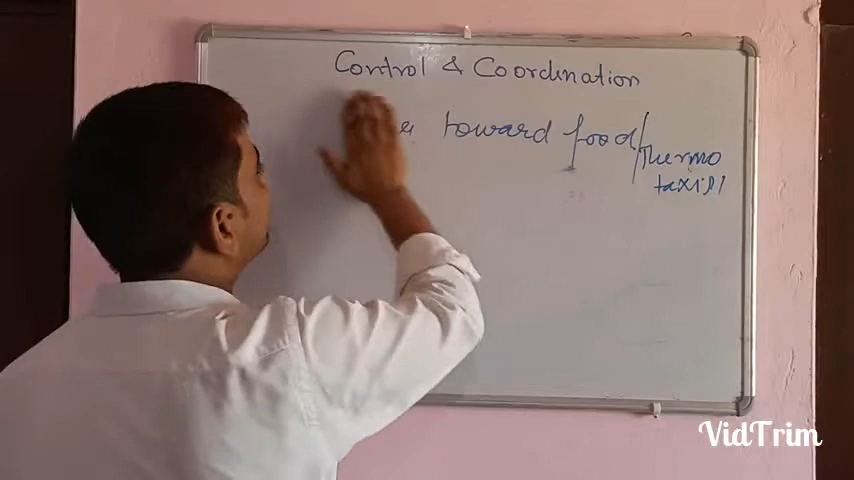 Control & Coordination
toward food/Thermo
taxis
VidTrim